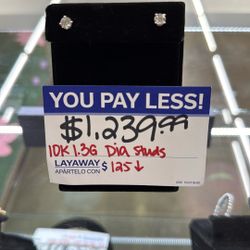 YOU PAY LESS!
$1,239.99
10K 1.3G Dia Studs
LAYAWAY
APÁRTELO CON $125↓